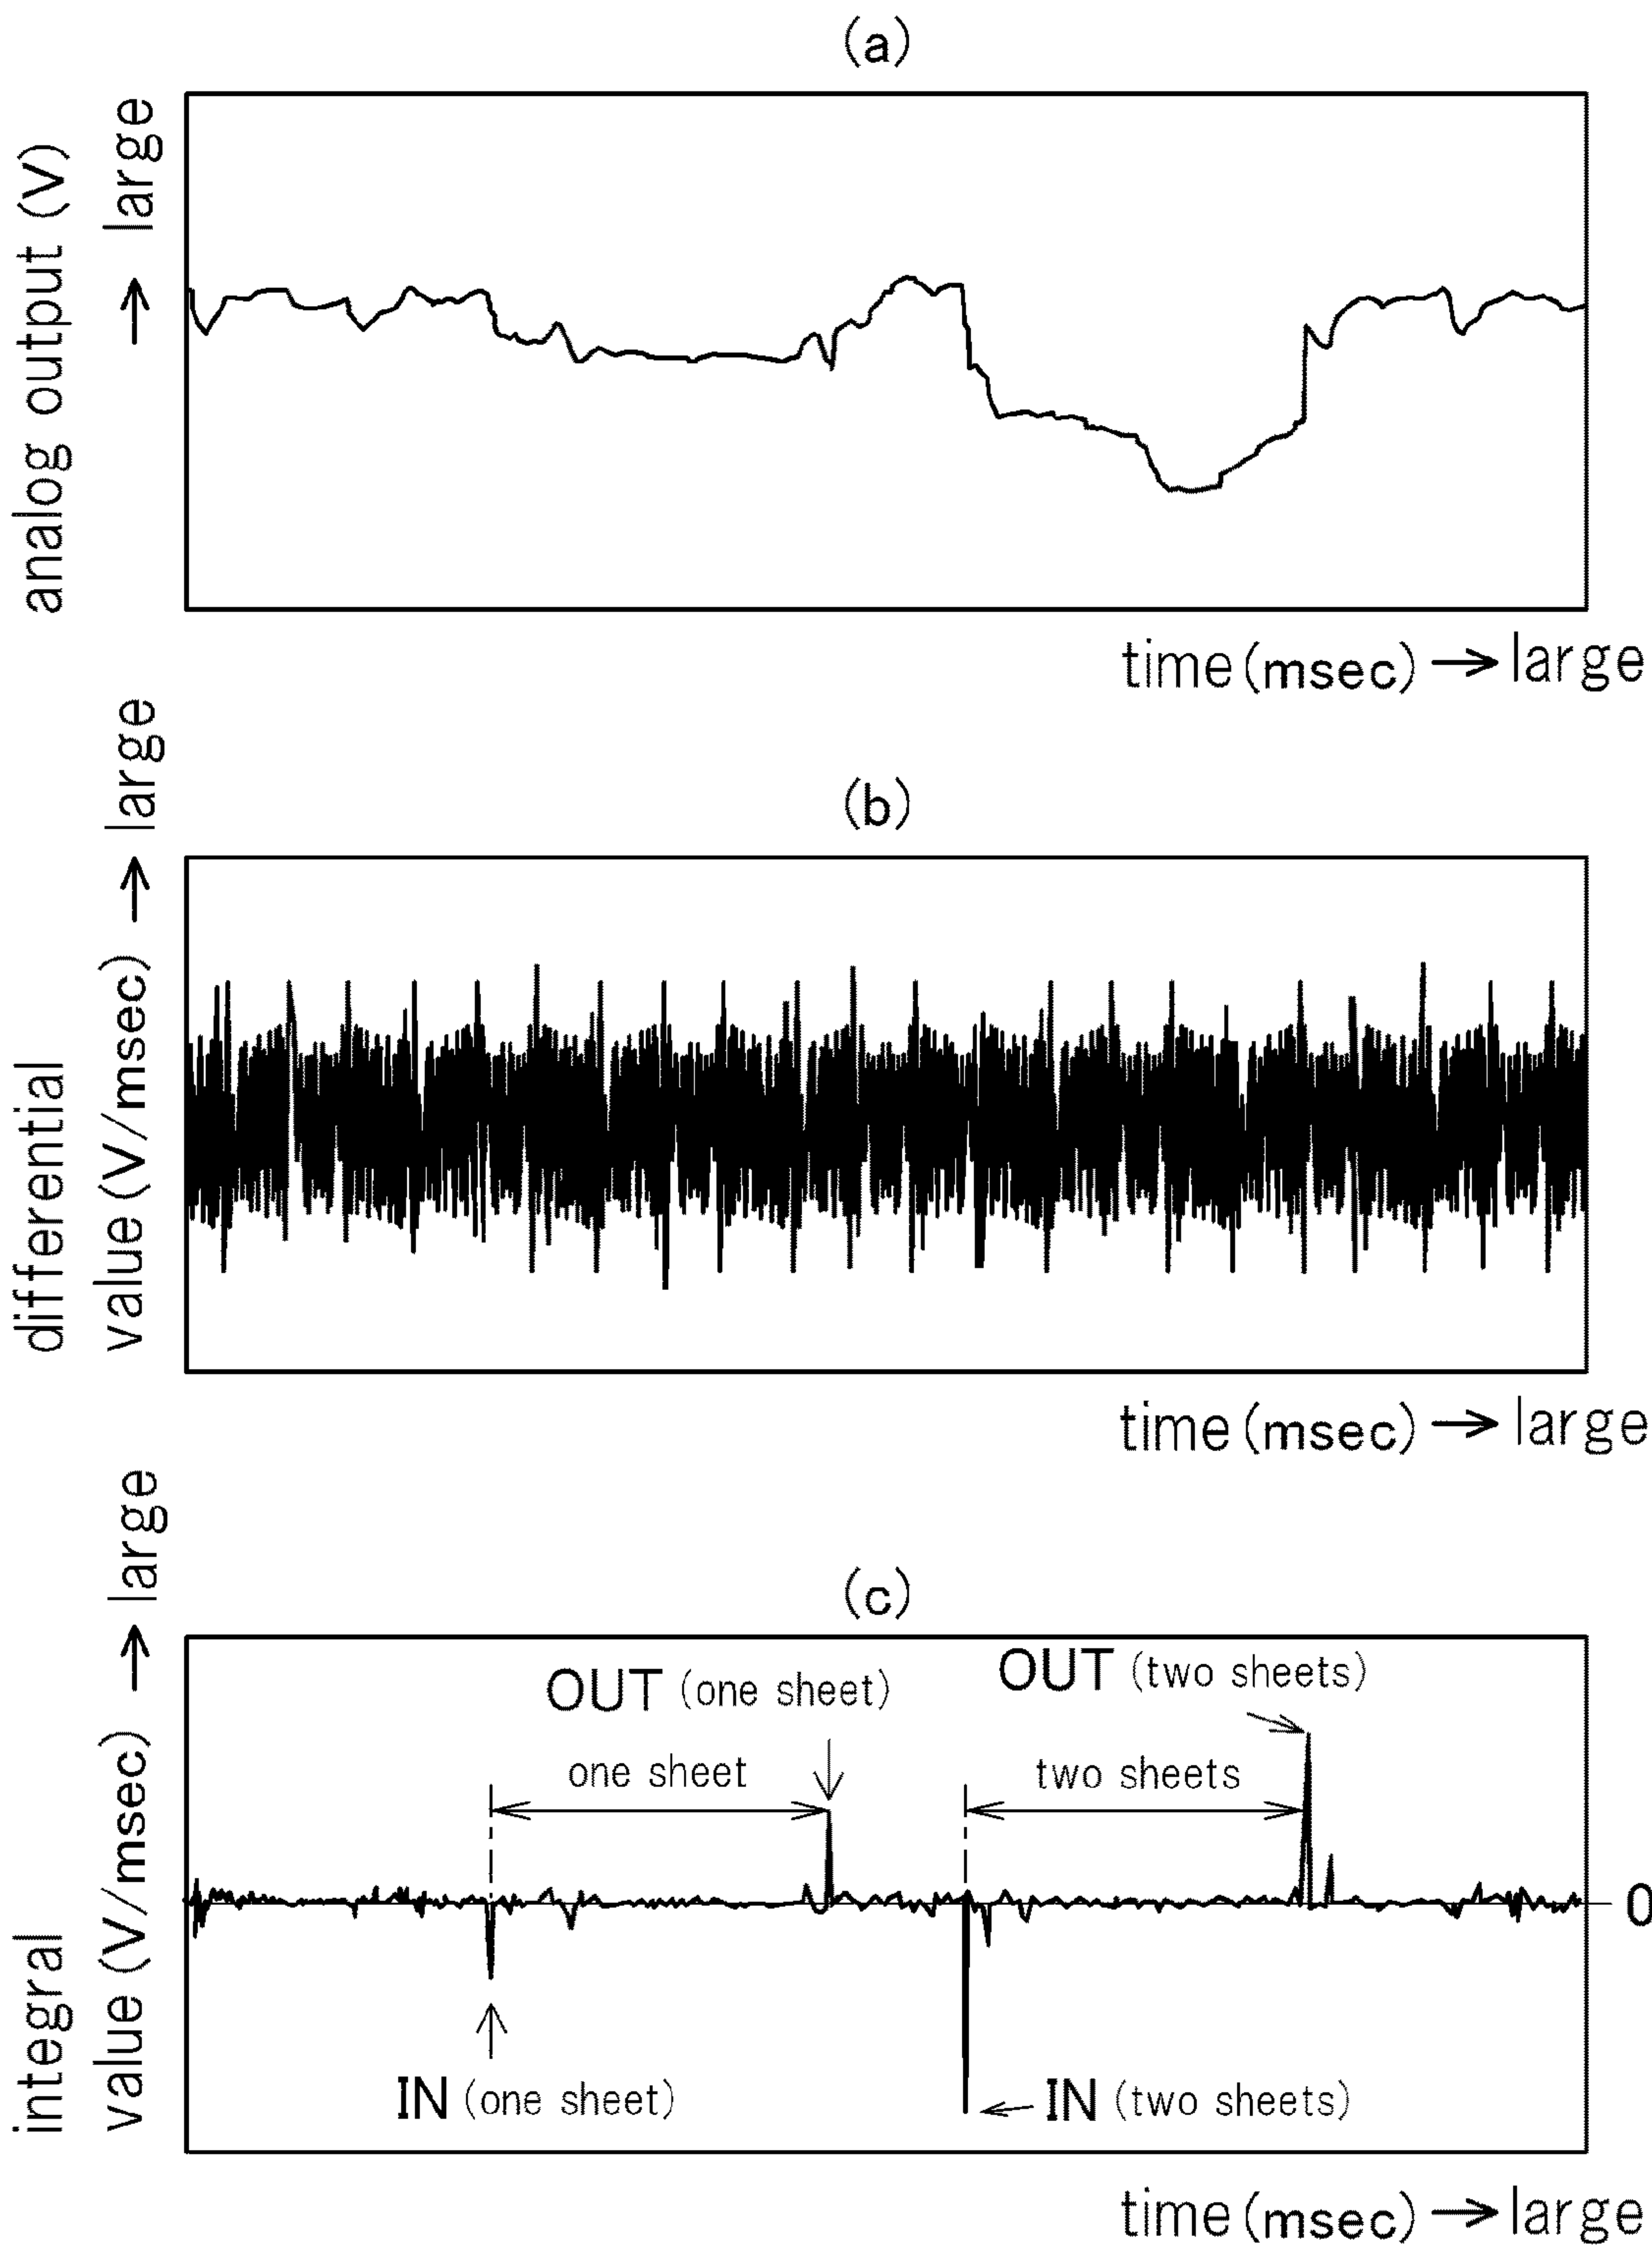 (a)
analog output (V)
→ large
time(msec) → large
(b)
differential
value (V/msec) → large
time(msec) → large
(c)
integral
value (V/msec) → large
OUT (one sheet)
OUT (two sheets)
one sheet
two sheets
0
IN (one sheet)
IN (two sheets)
time(msec) → large